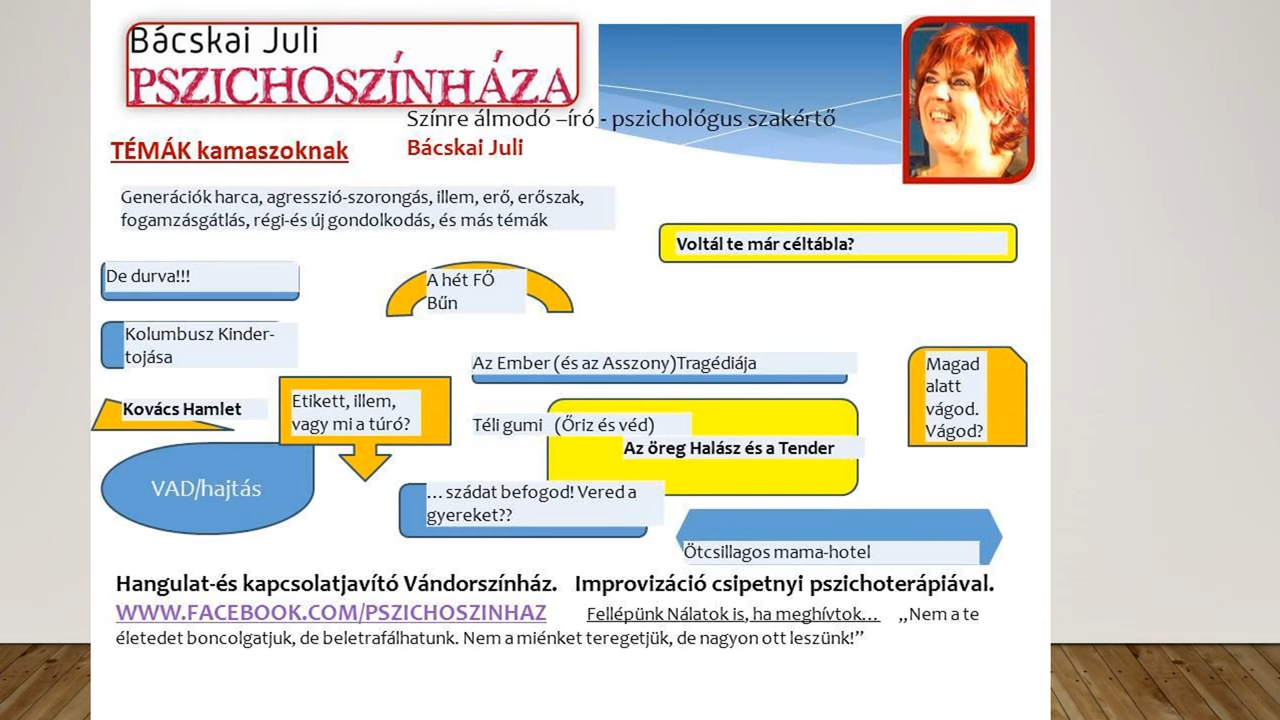 Bácskai Juli
PSZICHOSZÍNHÁZA
Színre álmodó –író - pszichológus szakértő
Bácskai Juli
TÉMÁK kamaszoknak
Generációk harca, agresszió-szorongás, illem, erő, erőszak,
fogamzásgátlás, régi-és új gondolkodás, és más témák
Voltál te már céltábla?
De durva!!!
A hét FŐ
Bűn
Kolumbusz Kinder-
tojása
Az Ember (és az Asszony)Tragédiája
Magad
alatt
vágod.
Vágod?
Kovács Hamlet
Etikett, illem,
vagy mi a túró?
Téli gumi (Őriz és véd)
Az öreg Halász és a Tender
VAD/hajtás
… szádat befogod! Vered a
gyereket??
Ötcsillagos mama-hotel
Hangulat-és kapcsolatjavító Vándorszínház. Improvizáció csipetnyi pszichoterápiával.
WWW.FACEBOOK.COM/PSZICHOSZINHAZ Fellépünk Nálatok is, ha meghívtok… „Nem a te
életedet boncolgatjuk, de beletrafálhatunk. Nem a miénket teregetjük, de nagyon ott leszünk!”